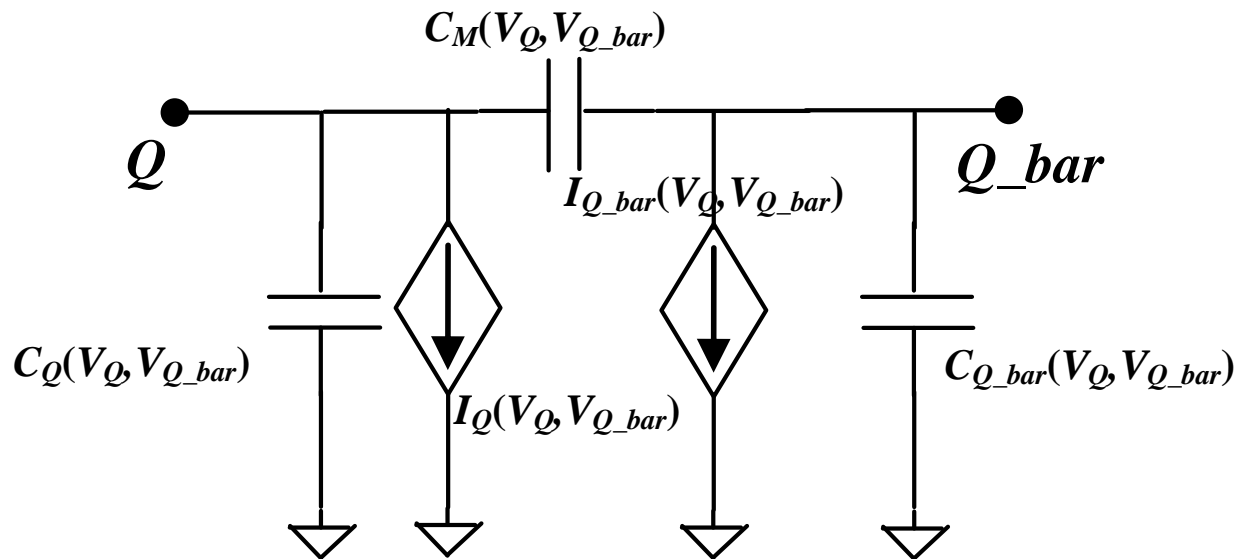 C_M(V_Q,V_Q_bar)
Q
Q_bar
I_Q_bar(V_Q,V_Q_bar)
C_Q(V_Q,V_Q_bar)
C_Q_bar(V_Q,V_Q_bar)
I_Q(V_Q,V_Q_bar)